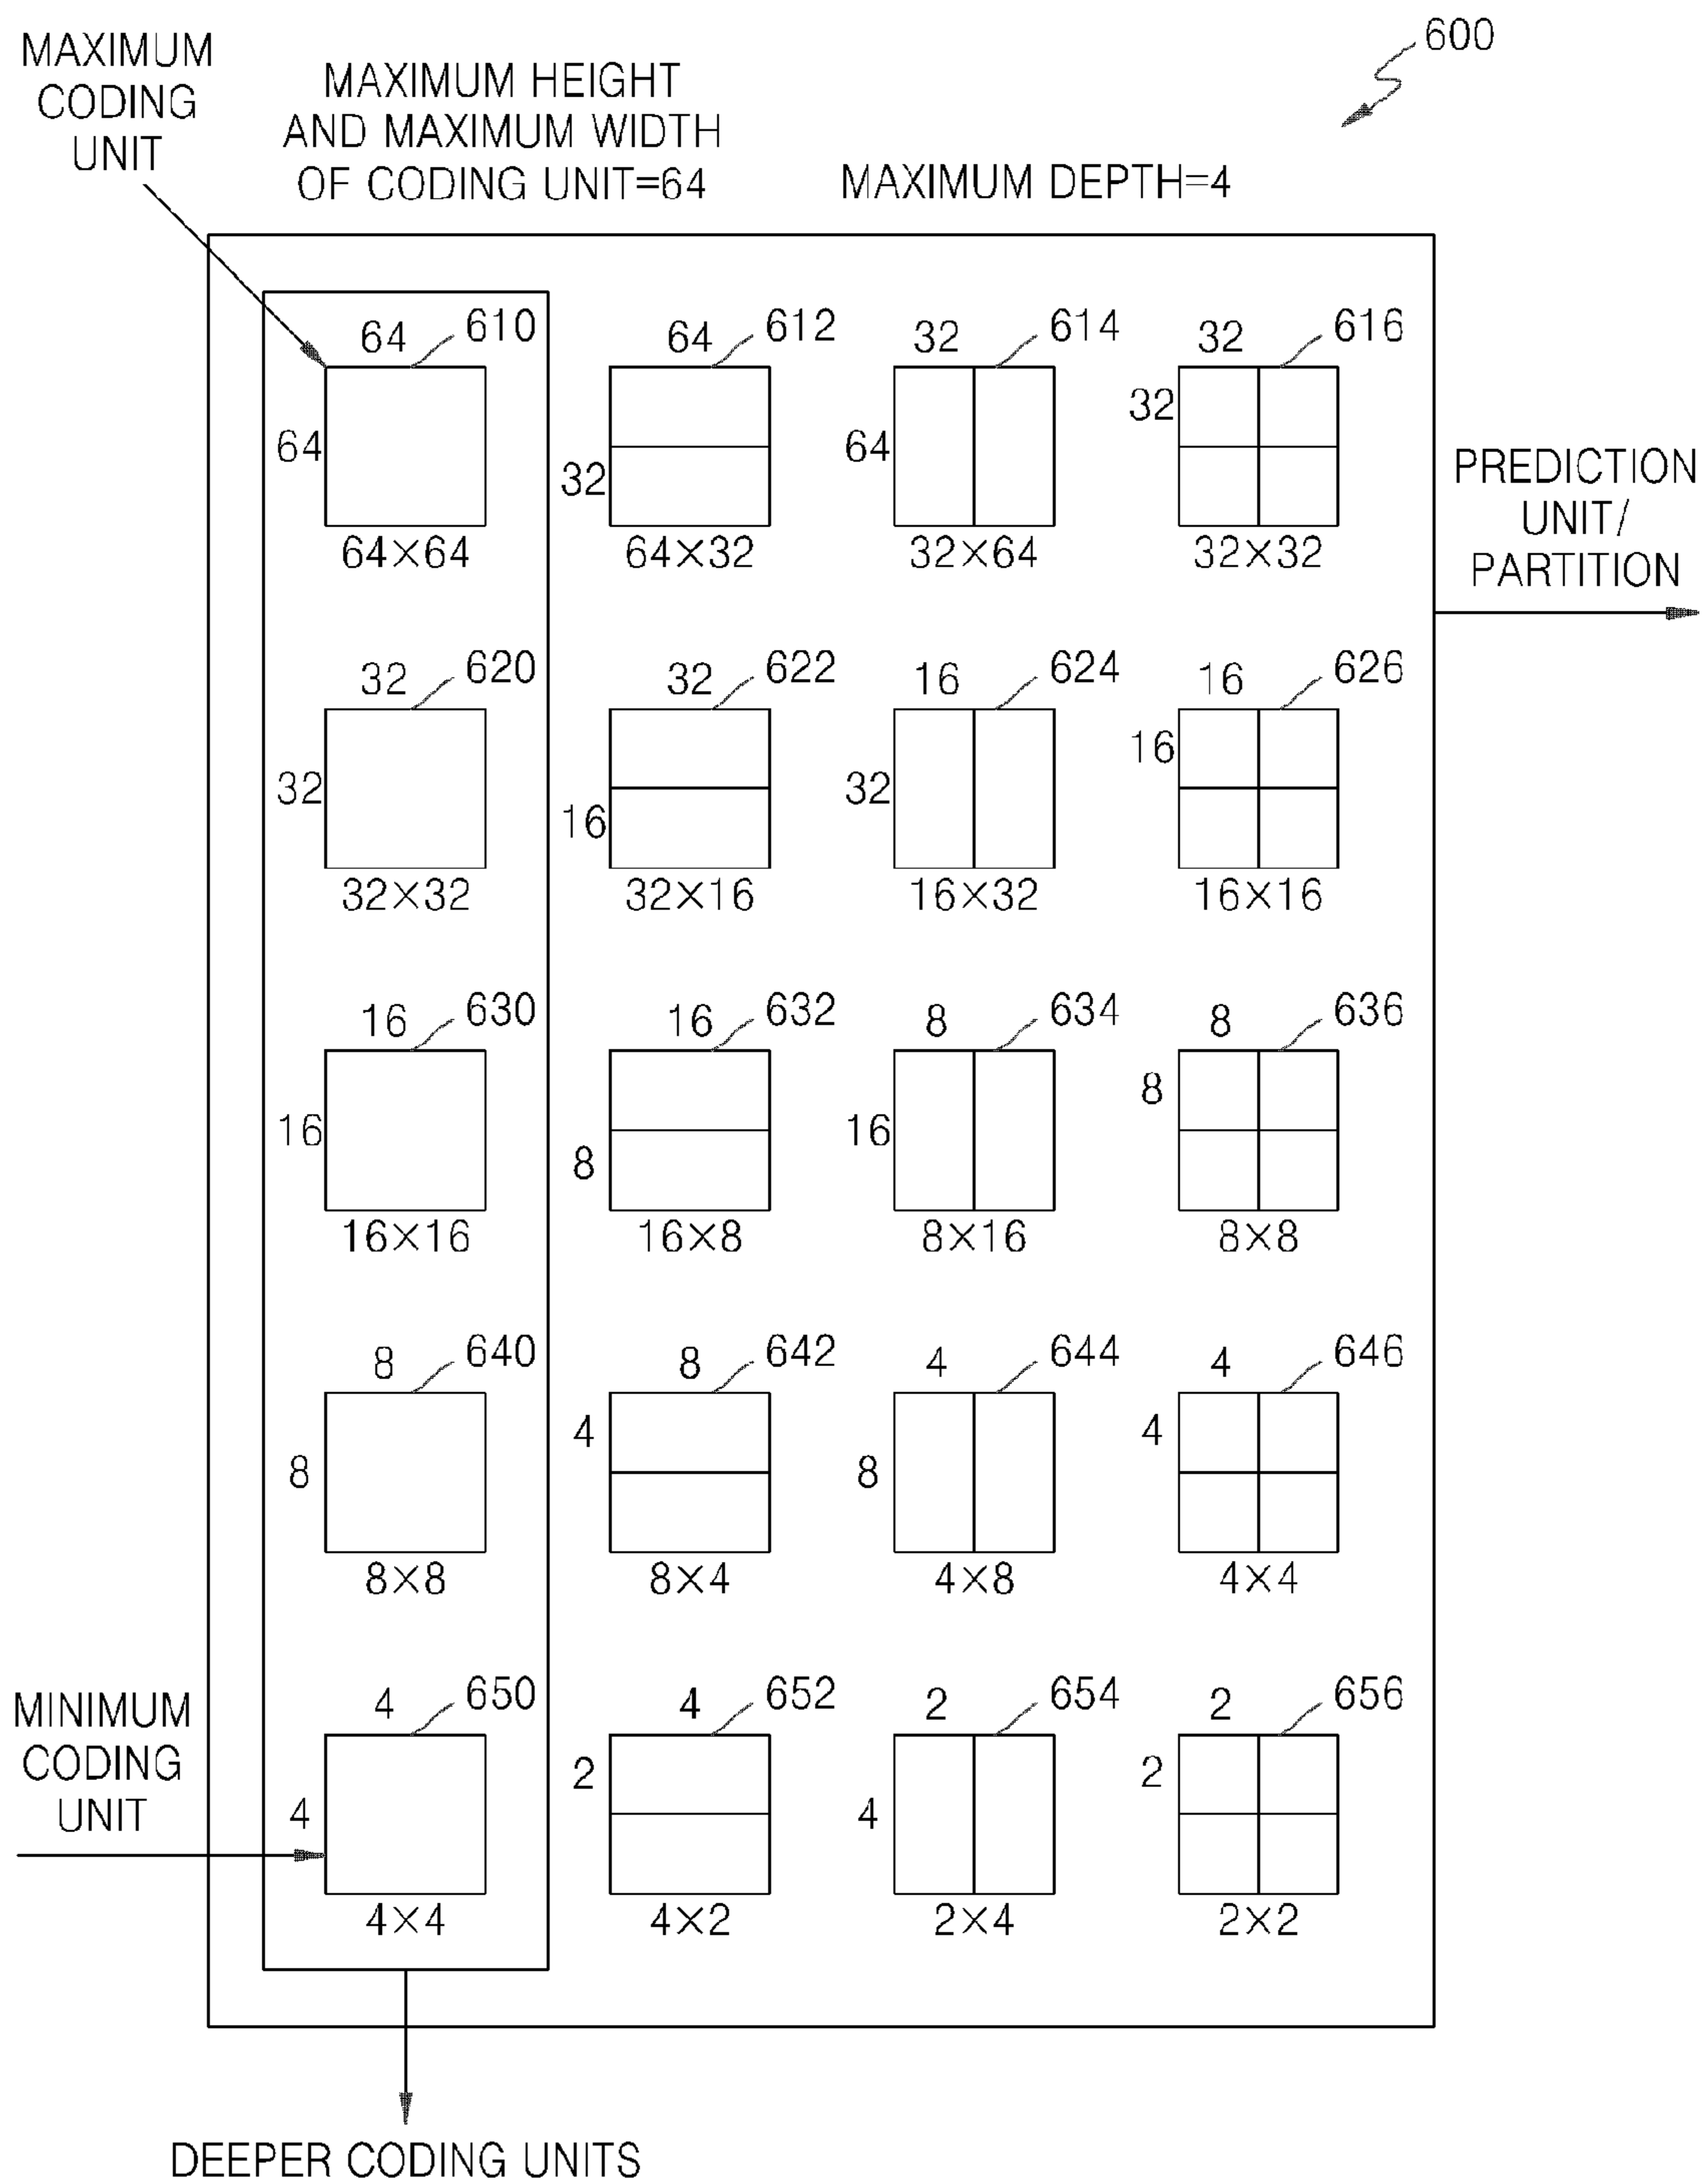 600
MAXIMUM
CODING
UNIT
MAXIMUM HEIGHT
AND MAXIMUM WIDTH
OF CODING UNIT=64
MAXIMUM DEPTH=4
64 610 64 612 32 614 32 616
64 32 64 32
64×64 64×32 32×64 32×32
PREDICTION
UNIT/
PARTITION
32 620 32 622 16 624 16 626
32 16 32 16
32×32 32×16 16×32 16×16
16 630 16 632 8 634 8 636
16 8 16 8
16×16 16×8 8×16 8×8
8 640 8 642 4 644 4 646
8 4 8 4
8×8 8×4 4×8 4×4
MINIMUM
CODING
UNIT
4 650 4 652 2 654 2 656
4 2 4 2
4×4 4×2 2×4 2×2
DEEPER CODING UNITS